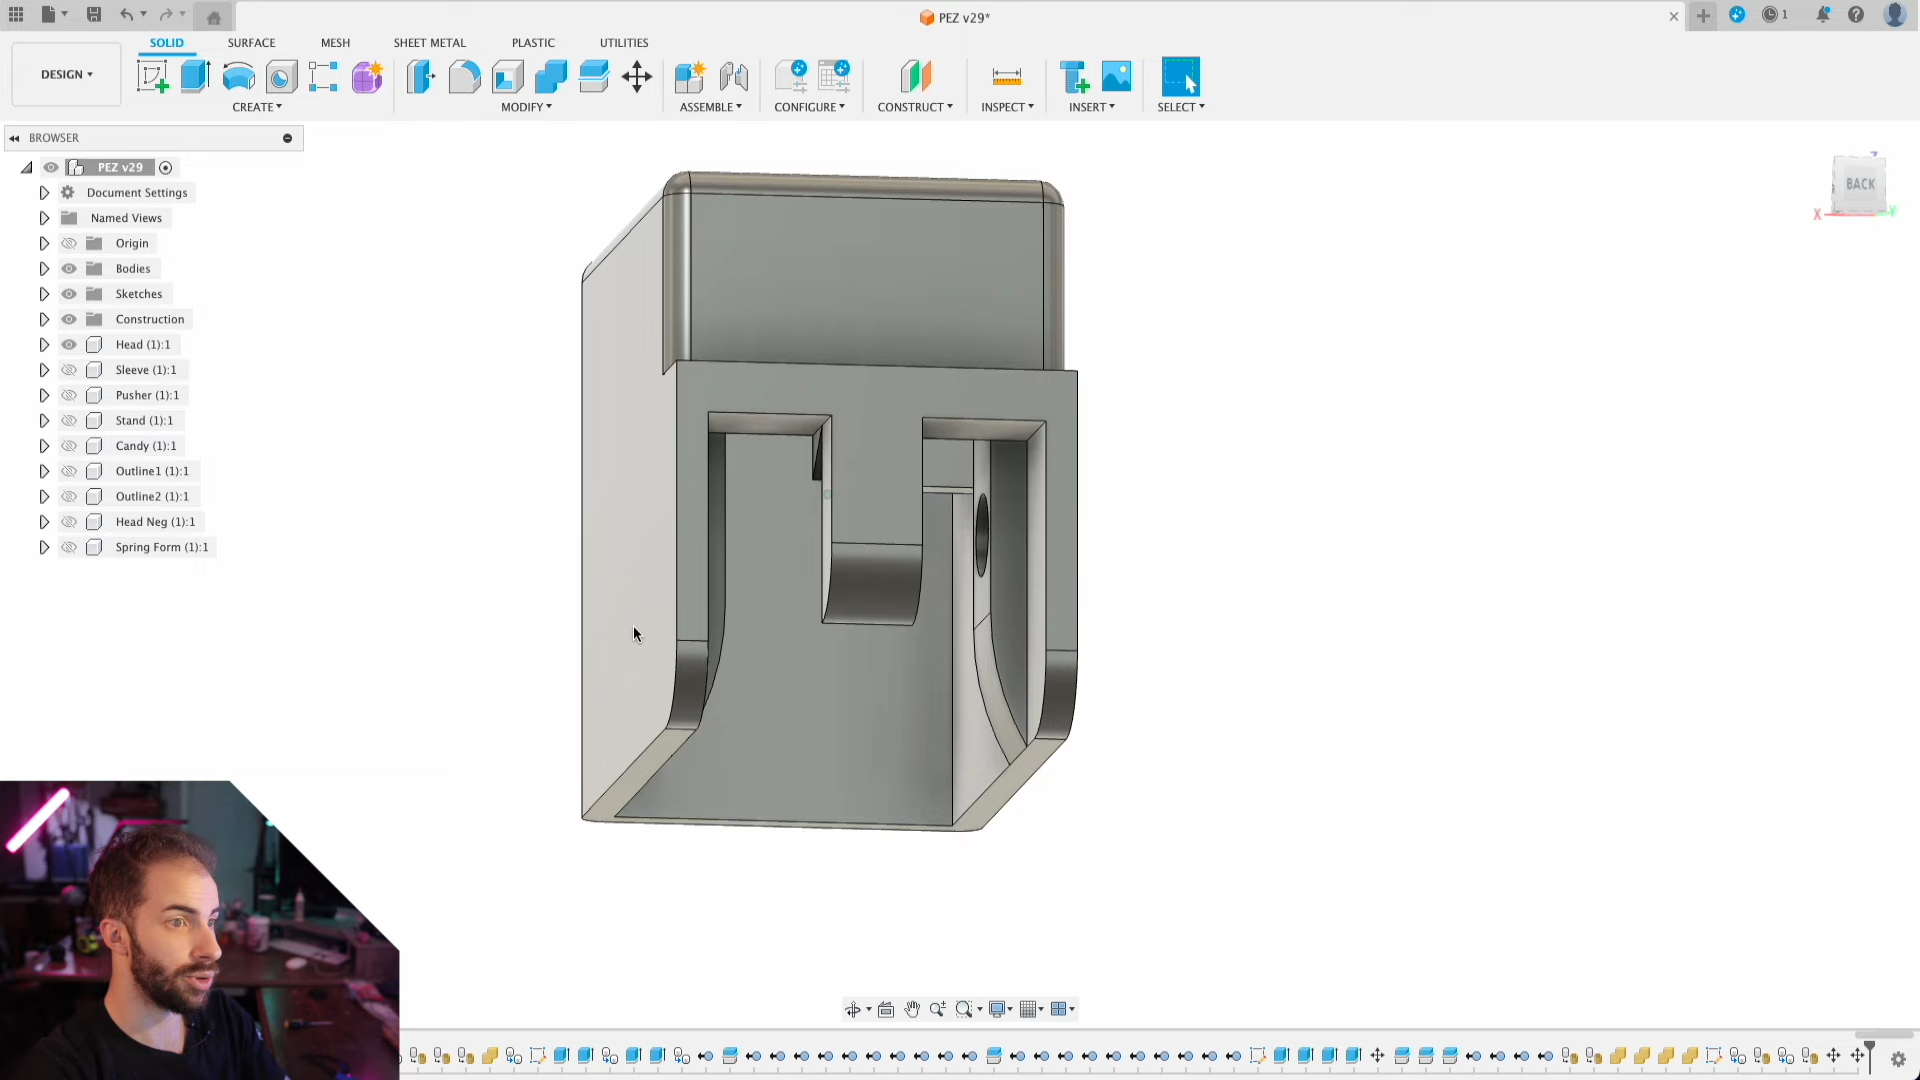 PEZ v29*
1
SOLID
SURFACE
MESH
SHEET METAL
PLASTIC
UTILITIES
DESIGN
CREATE
MODIFY
ASSEMBLE
CONFIGURE
CONSTRUCT
INSPECT
INSERT
SELECT
BROWSER
PEZ v29
Document Settings
Named Views
Origin
Bodies
Sketches
Construction
Head (1):1
Sleeve (1):1
Pusher (1):1
Stand (1):1
Candy (1):1
Outline1 (1):1
Outline2 (1):1
Head Neg (1):1
Spring Form (1):1
Z
BACK
X
Y